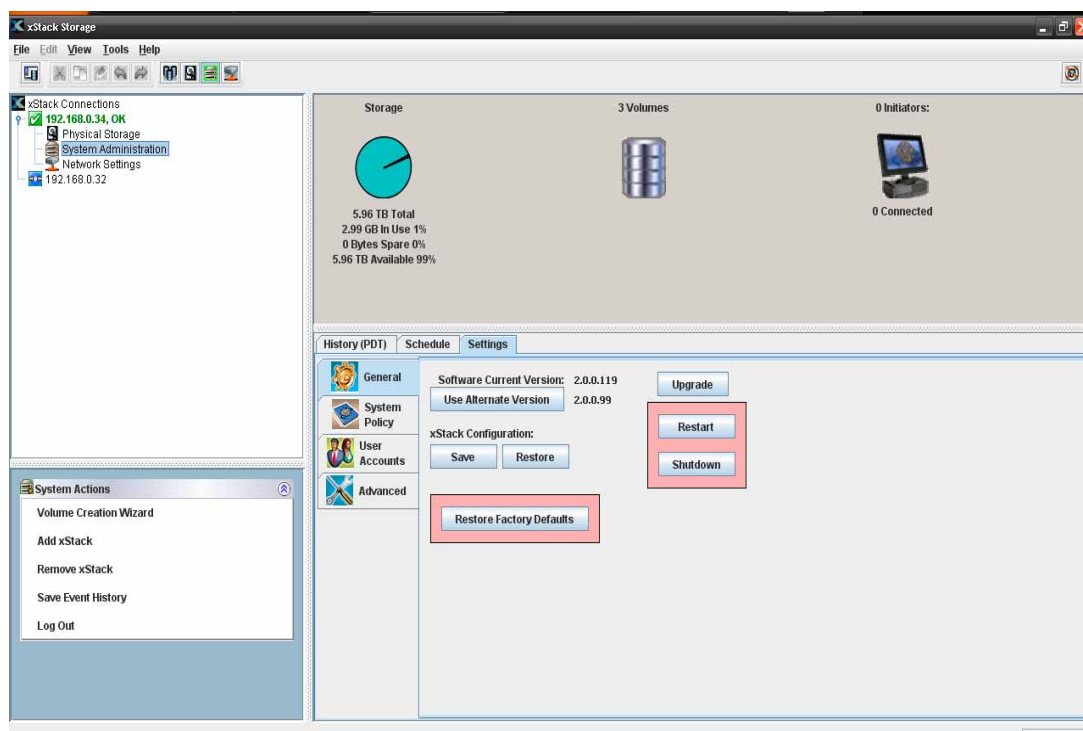 xStack Storage
File Edit View Tools Help
xStack Connections
192.168.0.34, OK
Physical Storage
System Administration
Network Settings
192.168.0.32
Storage
5.96 TB Total
2.99 GB In Use 1%
0 Bytes Spare 0%
5.96 TB Available 99%
3 Volumes
0 Initiators:
0 Connected
History (PDT) Schedule Settings
General
System
Policy
User
Accounts
Advanced
Software Current Version: 2.0.0.119
Use Alternate Version 2.0.0.99
xStack Configuration:
Save Restore
Restore Factory Defaults
Upgrade
Restart
Shutdown
System Actions
Volume Creation Wizard
Add xStack
Remove xStack
Save Event History
Log Out